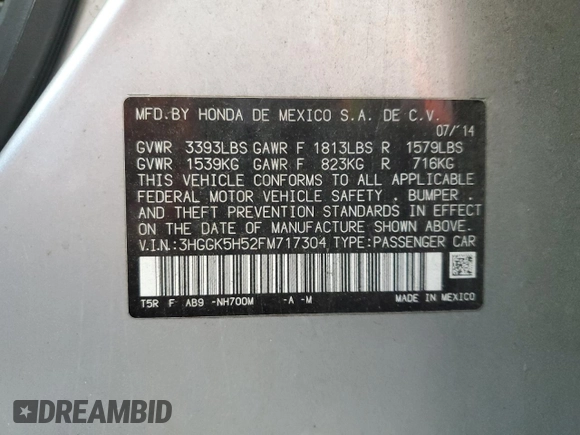 MFD.BY HONDA DE MEXICO S.A. DE C.V.
07/'14
GVWR 3393LBS GAWR F 1813LBS R 1579LBS
GVWR 1539KG GAWR F 823KG R 716KG
THIS VEHICLE CONFORMS TO ALL APPLICABLE
FEDERAL MOTOR VEHICLE SAFETY , BUMPER ,
AND THEFT PREVENTION STANDARDS IN EFFECT
ON THE DATE OF MANUFACTURE SHOWN ABOVE.
V.I.N.:3HGGK5H52FM717304 TYPE:PASSENGER CAR
T5R F AB9 -NH700M -A -M
MADE IN MEXICO
DREAMBID